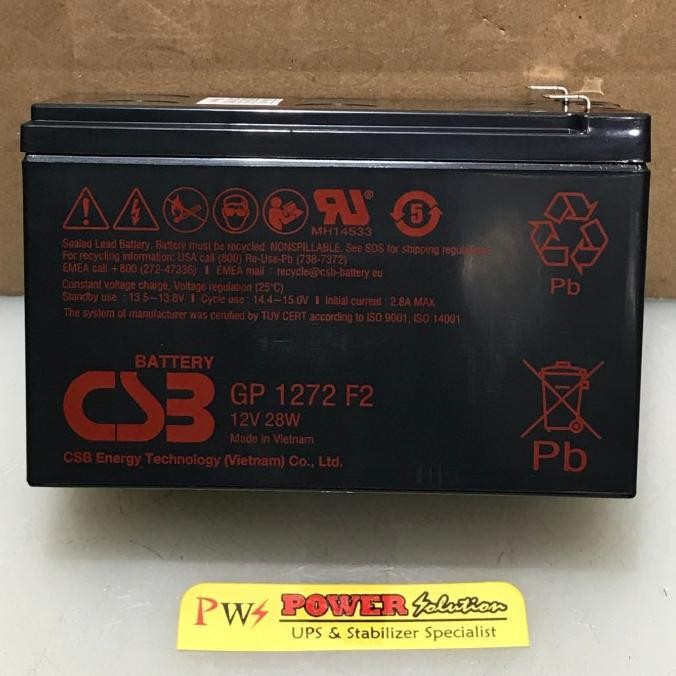 MH14533
5
Sealed Lead Battery. Battery must be recycled. NONSPILLABLE. See SDS for shipping regulations
For recycling information: USA call (800) Re-Use-Pb (738-7372)
EMEA call + 800 (272-47336) I EMEA mail : recycle@csb-battery.eu
Constant voltage charge, Voltage regulation (25°C)
Standby use : 13.5~13.8V I Cycle use : 14.4~15.0V I Initial current : 2.8A MAX
The system of manufacturer was certified by TUV CERT according to ISO 9001, ISO 14001
Pb
BATTERY
CSB
GP 1272 F2
12V 28W
Made in Vietnam
CSB Energy Technology (Vietnam) Co., Ltd.
Pb
PWS POWER Solution
UPS & Stabilizer Specialist